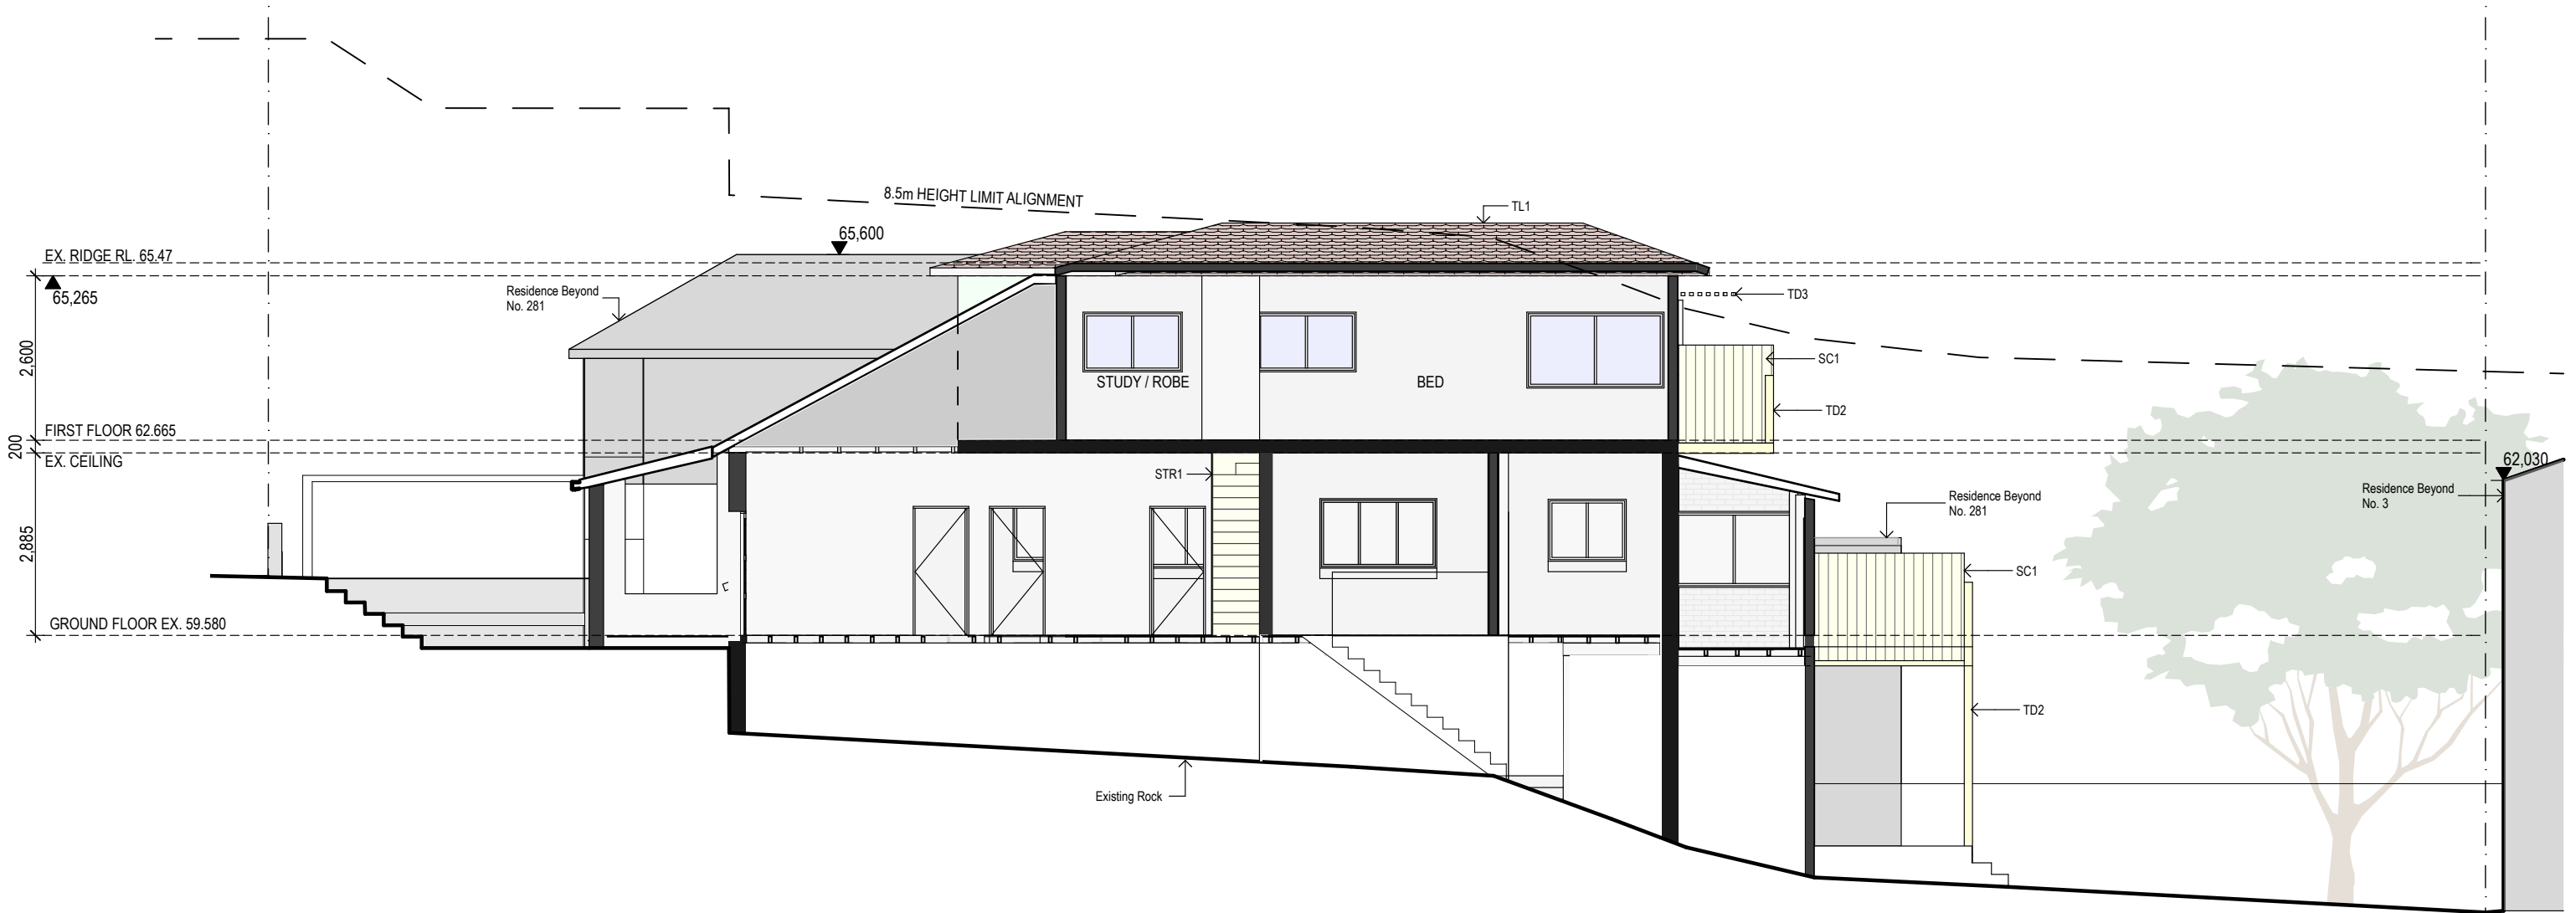 8.5m HEIGHT LIMIT ALIGNMENT
TL1
65,600
EX. RIDGE RL. 65.47
65,265
Residence Beyond
No. 281
TD3
2,600
STUDY / ROBE
BED
SC1
TD2
FIRST FLOOR 62.665
200
EX. CEILING
STR1
62,030
Residence Beyond
No. 3
Residence Beyond
No. 281
2,885
SC1
GROUND FLOOR EX. 59.580
TD2
Existing Rock